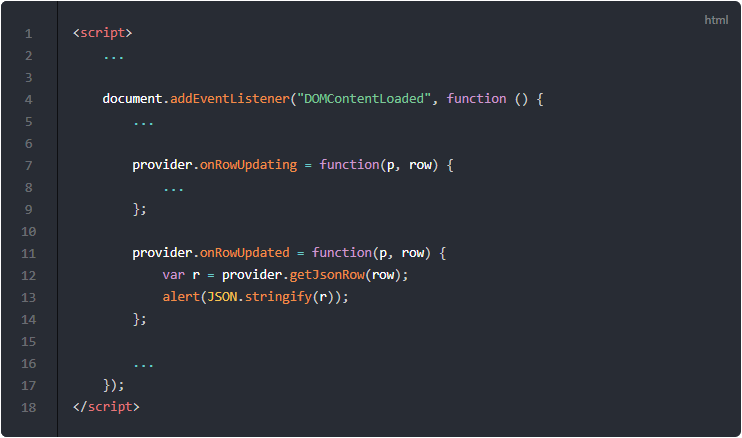 html
1 <script>
2     ...
3
4     document.addEventListener("DOMContentLoaded", function () {
5         ...
6
7         provider.onRowUpdating = function(p, row) {
8             ...
9         };
10
11         provider.onRowUpdated = function(p, row) {
12             var r = provider.getJsonRow(row);
13             alert(JSON.stringify(r));
14         };
15
16         ...
17     });
18 </script>